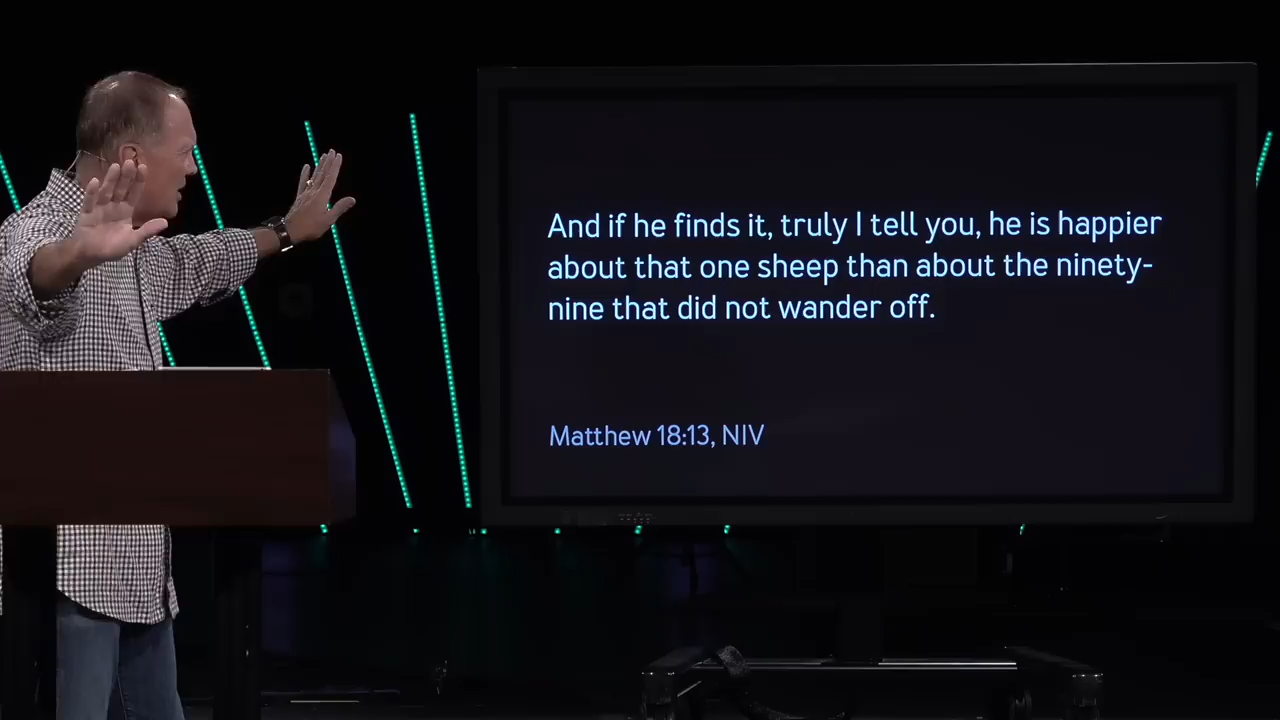 And if he finds it, truly I tell you, he is happier
about that one sheep than about the ninety-
nine that did not wander off.
Matthew 18:13, NIV